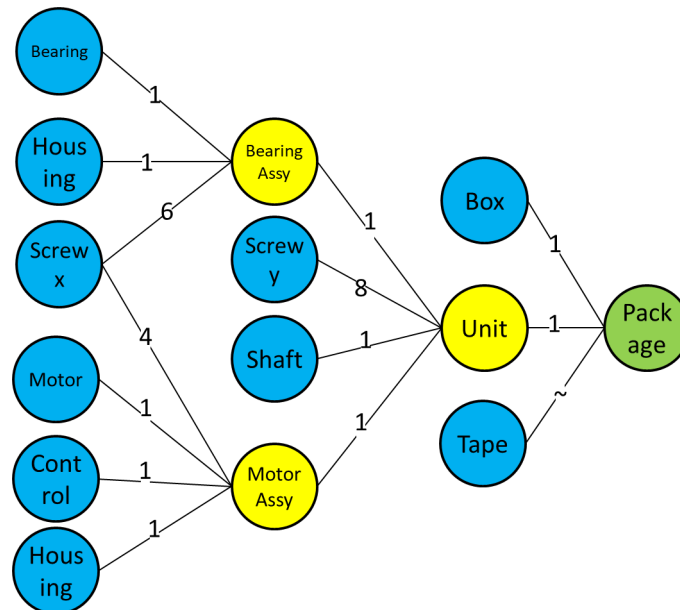 Bearing
1
Hous
ing
1
Bearing
Assy
6
Screw
x
4
Motor
1
Cont
rol
1
Hous
ing
1
Motor
Assy
1
Screw
y
8
Shaft
1
1
Box
1
Unit
1
Pack
age
~
Tape